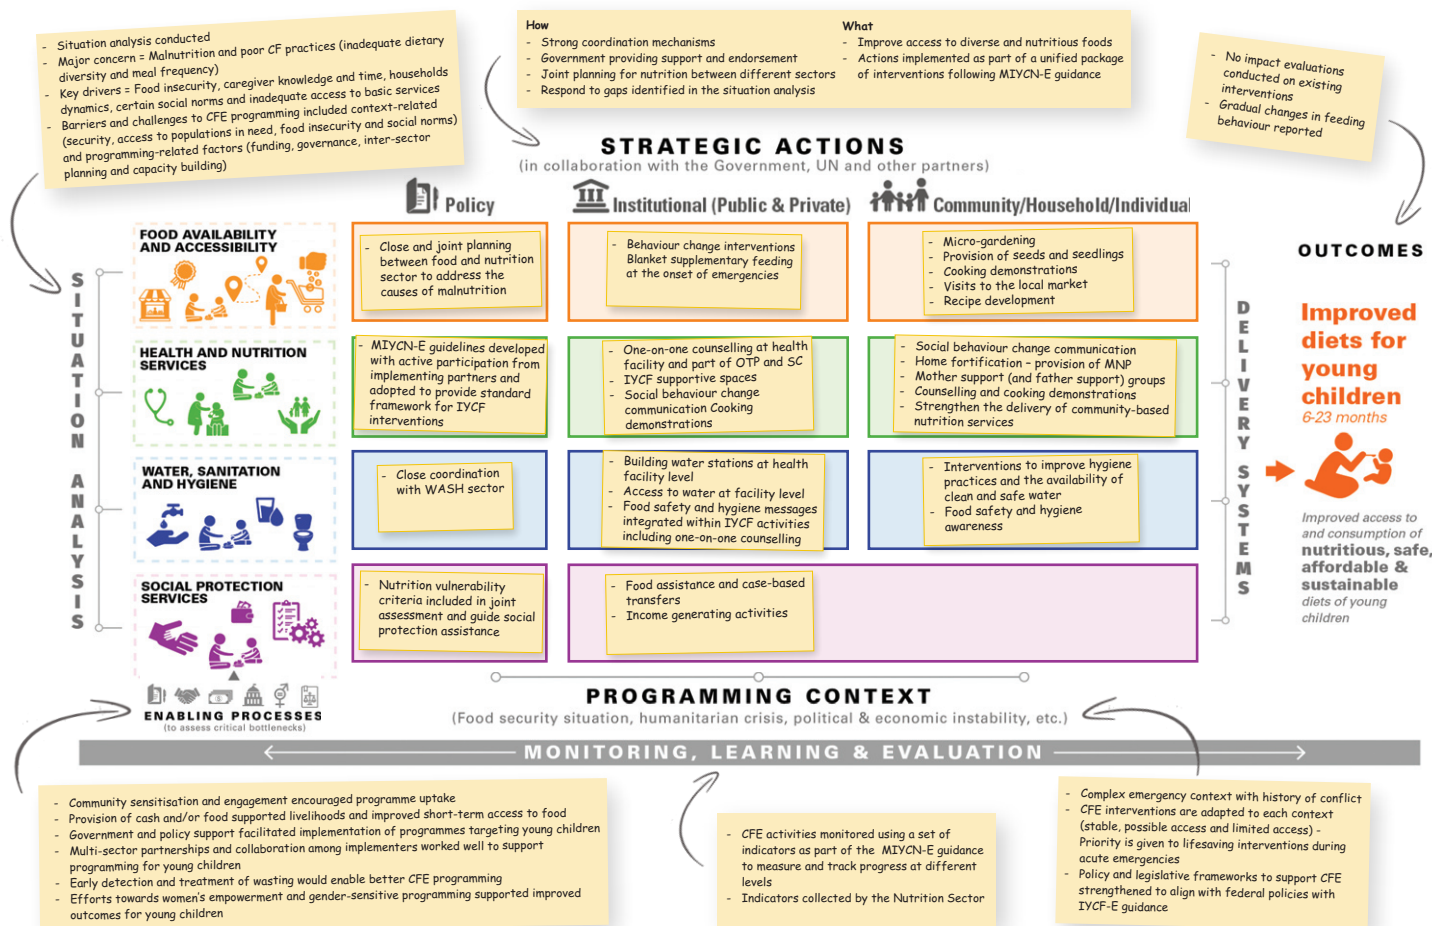 - Situation analysis conducted
- Major concern = Malnutrition and poor CF practices (inadequate dietary
diversity and meal frequency)
- Key drivers = Food insecurity, caregiver knowledge and time, households
dynamics, certain social norms and inadequate access to basic services
- Barriers and challenges to CFE programming included context-related
(security, access to populations in need, food insecurity and social norms)
and programming-related factors (funding, governance, inter-sector
planning and capacity building)
How
- Strong coordination mechanisms
- Government providing support and endorsement
- Joint planning for nutrition between different sectors
- Respond to gaps identified in the situation analysis
What
- Improve access to diverse and nutritious foods
- Actions implemented as part of a unified package
of interventions following MIYCN-E guidance
- No impact evaluations
conducted on existing
interventions
- Gradual changes in feeding
behaviour reported
STRATEGIC ACTIONS
(in collaboration with the Government, UN and other partners)
Policy
Institutional (Public & Private)
Community/Household/Individual
SITUATION ANALYSIS
FOOD AVAILABILITY
AND ACCESSIBILITY
- Close and joint planning
between food and nutrition
sector to address the
causes of malnutrition
- Behaviour change interventions
Blanket supplementary feeding
at the onset of emergencies
- Micro-gardening
- Provision of seeds and seedlings
- Cooking demonstrations
- Visits to the local market
- Recipe development
HEALTH AND NUTRITION
SERVICES
- MIYCN-E guidelines developed
with active participation from
implementing partners and
adopted to provide standard
framework for IYCF
interventions
- One-on-one counselling at health
facility and part of OTP and SC
- IYCF supportive spaces
- Social behaviour change
communication Cooking
demonstrations
- Social behaviour change communication
- Home fortification – provision of MNP
- Mother support (and father support) groups
- Counselling and cooking demonstrations
- Strengthen the delivery of community-based
nutrition services
WATER, SANITATION
AND HYGIENE
- Close coordination
with WASH sector
- Building water stations at health
facility level
- Access to water at facility level
- Food safety and hygiene messages
integrated within IYCF activities
including one-on-one counselling
- Interventions to improve hygiene
practices and the availability of
clean and safe water
- Food safety and hygiene
awareness
SOCIAL PROTECTION
SERVICES
- Nutrition vulnerability
criteria included in joint
assessment and guide social
protection assistance
- Food assistance and case-based
transfers
- Income generating activities
DELIVERY SYSTEMS
OUTCOMES
Improved
diets for
young
children
6-23 months
Improved access to
and consumption of
nutritious, safe,
affordable &
sustainable
diets of young
children
ENABLING PROCESSES
(to assess critical bottlenecks)
PROGRAMMING CONTEXT
(Food security situation, humanitarian crisis, political & economic instability, etc.)
MONITORING, LEARNING & EVALUATION
- Community sensitisation and engagement encouraged programme uptake
- Provision of cash and/or food supported livelihoods and improved short-term access to food
- Government and policy support facilitated implementation of programmes targeting young children
- Multi-sector partnerships and collaboration among implementers worked well to support
programming for young children
- Early detection and treatment of wasting would enable better CFE programming
- Efforts towards women's empowerment and gender-sensitive programming supported improved
outcomes for young children
- CFE activities monitored using a set of
indicators as part of the MIYCN-E guidance
to measure and track progress at different
levels
- Indicators collected by the Nutrition Sector
- Complex emergency context with history of conflict
- CFE interventions are adapted to each context
(stable, possible access and limited access) -
Priority is given to lifesaving interventions during
acute emergencies
- Policy and legislative frameworks to support CFE
strengthened to align with federal policies with
IYCF-E guidance